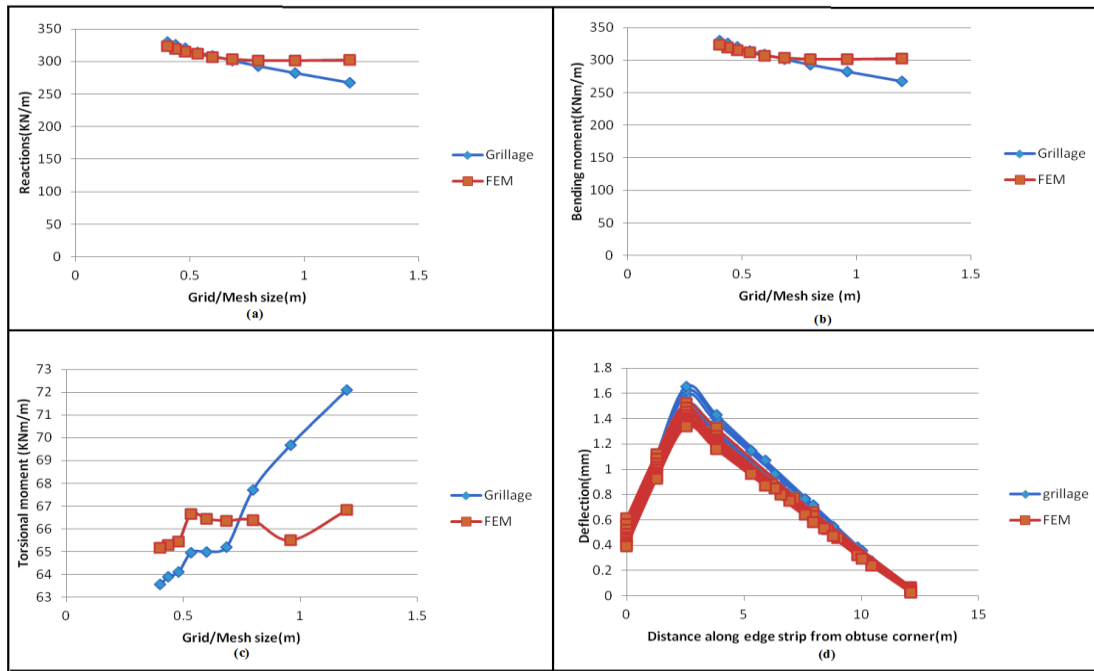 350
300
250
200
150
100
50
0
Reactions(KN/m)
0 0.5 1 1.5
Grid/Mesh size(m)
(a)
Grillage
FEM
350
300
250
200
150
100
50
0
Bending moment(KNm/m)
0 0.5 1 1.5
Grid/Mesh size (m)
(b)
Grillage
FEM
73
72
71
70
69
68
67
66
65
64
63
Torsional moment (KNm/m)
0 0.5 1 1.5
Grid/Mesh size(m)
(c)
Grillage
FEM
1.8
1.6
1.4
1.2
1
0.8
0.6
0.4
0.2
0
Deflection(mm)
0 5 10 15
Distance along edge strip from obtuse corner(m)
(d)
grillage
FEM